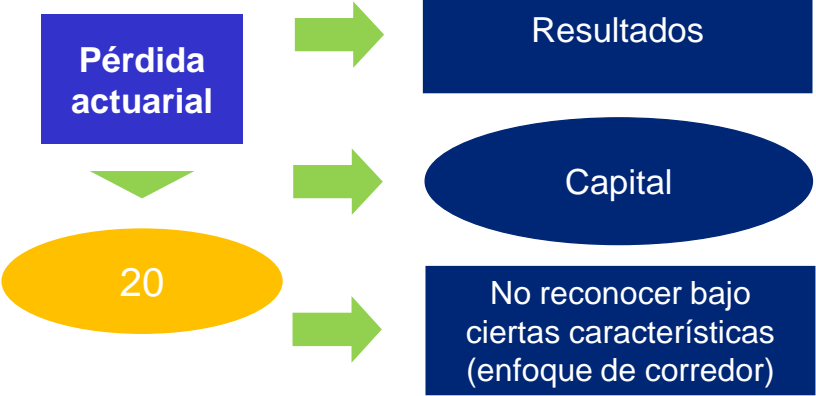 Pérdida
actuarial
20
Resultados
Capital
No reconocer bajo
ciertas características
(enfoque de corredor)